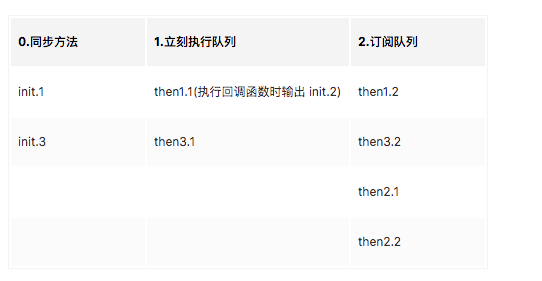 0.同步方法 1.立刻执行队列 2.订阅队列
init.1 then1.1(执行回调函数时输出 init.2) then1.2
init.3 then3.1 then3.2
then2.1
then2.2